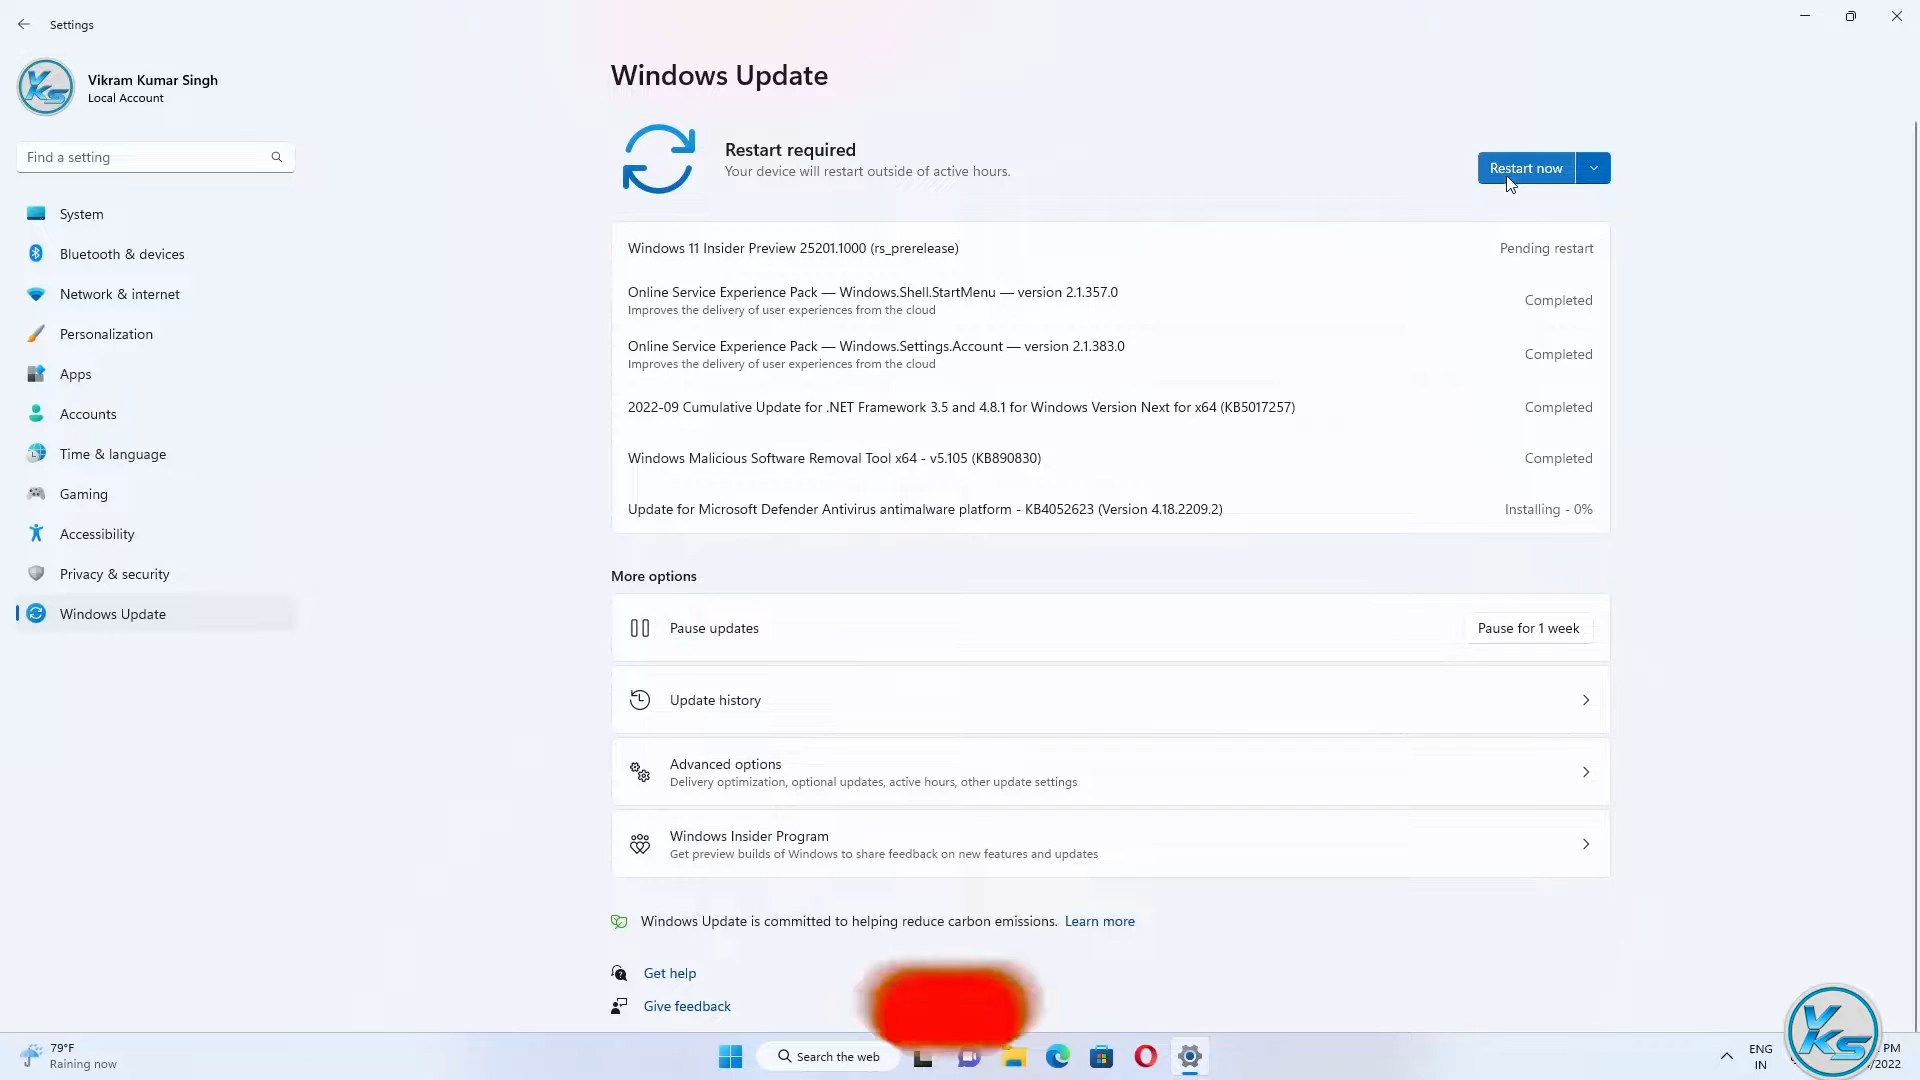 Settings
Vikram Kumar Singh
Local Account
Find a setting
System
Bluetooth & devices
Network & internet
Personalization
Apps
Accounts
Time & language
Gaming
Accessibility
Privacy & security
Windows Update
Windows Update
Restart required
Your device will restart outside of active hours.
Restart now
Windows 11 Insider Preview 25201.1000 (rs_prerelease)
Pending restart
Online Service Experience Pack — Windows.Shell.StartMenu — version 2.1.357.0
Improves the delivery of user experiences from the cloud
Completed
Online Service Experience Pack — Windows.Settings.Account — version 2.1.383.0
Improves the delivery of user experiences from the cloud
Completed
2022-09 Cumulative Update for .NET Framework 3.5 and 4.8.1 for Windows Version Next for x64 (KB5017257)
Completed
Windows Malicious Software Removal Tool x64 - v5.105 (KB890830)
Completed
Update for Microsoft Defender Antivirus antimalware platform - KB4052623 (Version 4.18.2209.2)
Installing - 0%
More options
Pause updates
Pause for 1 week
Update history
Advanced options
Delivery optimization, optional updates, active hours, other update settings
Windows Insider Program
Get preview builds of Windows to share feedback on new features and updates
Windows Update is committed to helping reduce carbon emissions. Learn more
Get help
Give feedback
79°F
Raining now
Search the web
ENG
IN
PM
/2022
VKS